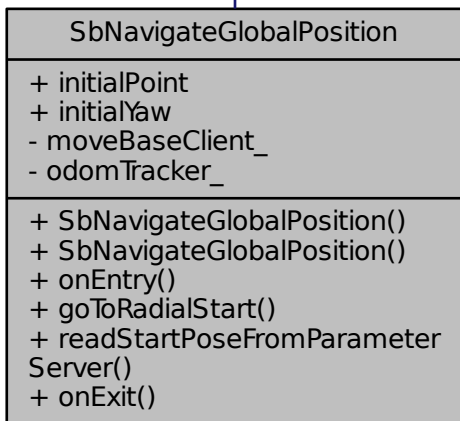 SbNavigateGlobalPosition
+ initialPoint
+ initialYaw
- moveBaseClient_
- odomTracker_
+ SbNavigateGlobalPosition()
+ SbNavigateGlobalPosition()
+ onEntry()
+ goToRadialStart()
+ readStartPoseFromParameter
Server()
+ onExit()